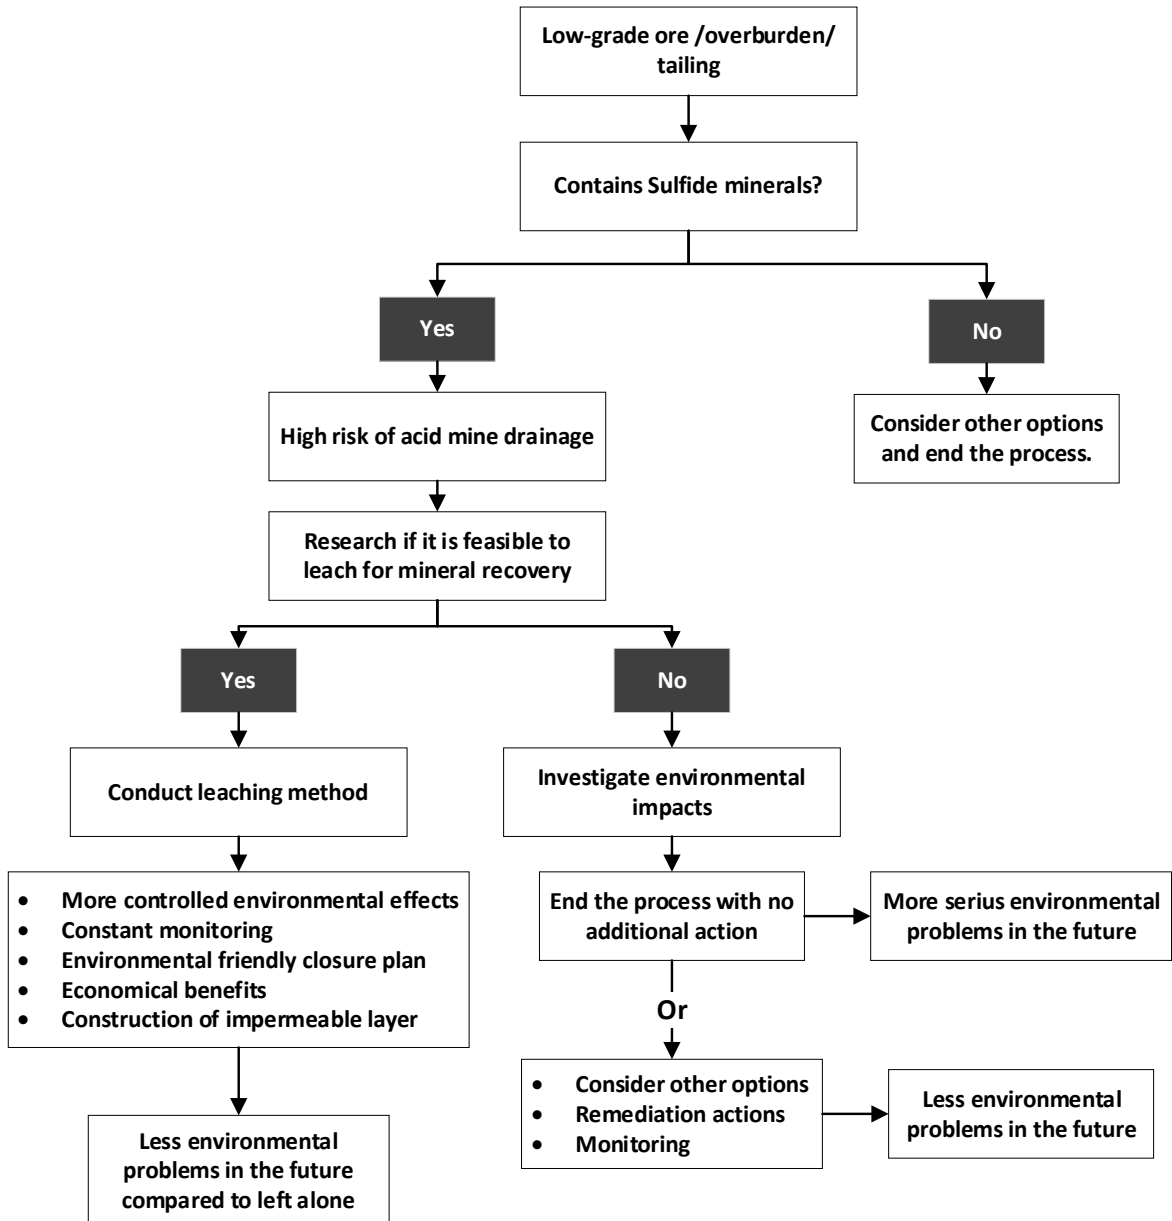 Low-grade ore /overburden/
tailing
Contains Sulfide minerals?
Yes
No
High risk of acid mine drainage
Consider other options
and end the process.
Research if it is feasible to
leach for mineral recovery
Yes
No
Conduct leaching method
Investigate environmental
impacts
• More controlled environmental effects
• Constant monitoring
• Environmental friendly closure plan
• Economical benefits
• Construction of impermeable layer
End the process with no
additional action
More serius environmental
problems in the future
Or
• Consider other options
• Remediation actions
• Monitoring
Less environmental
problems in the future
Less environmental
problems in the future
compared to left alone